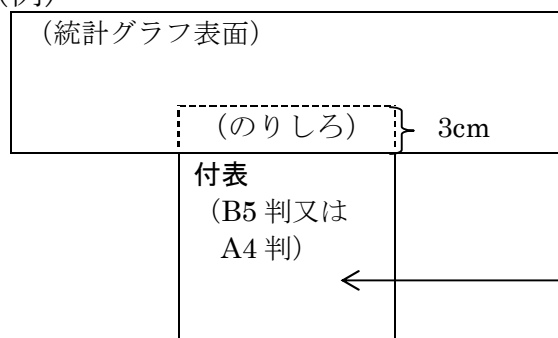 (例)
（統計グラフ表面）
（のりしろ）
3cm
付表
（B5 判又は
A4 判）